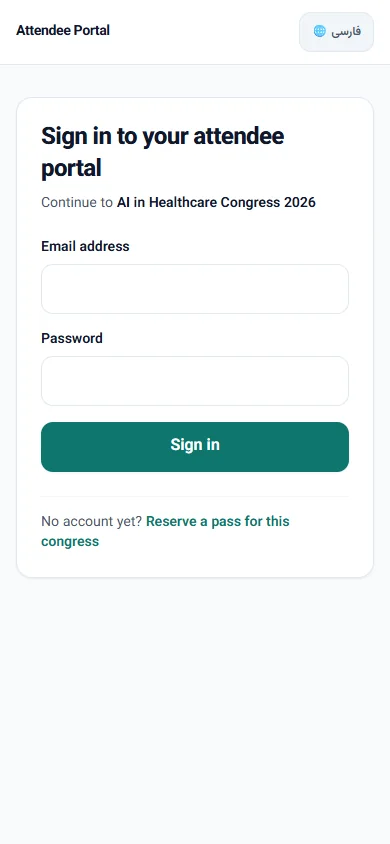 Attendee Portal
🌐 فارسی
Sign in to your attendee
portal
Continue to AI in Healthcare Congress 2026
Email address
Password
Sign in
No account yet? Reserve a pass for this
congress